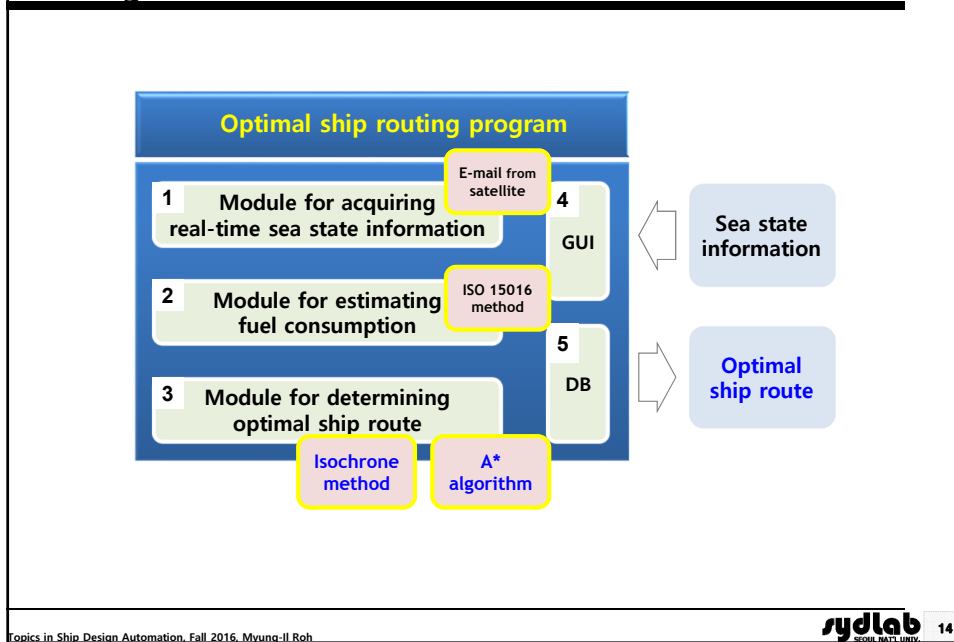 Optimal ship routing program
E-mail from
satellite
1
Module for acquiring
real-time sea state information
4
GUI
Sea state
information
2
Module for estimating
fuel consumption
ISO 15016
method
5
DB
Optimal
ship route
3
Module for determining
optimal ship route
Isochrone
method
A*
algorithm
Topics in Ship Design Automation, Fall 2016, Myung-Il Roh
sydlab
SEOUL NAT'L UNIV.
14